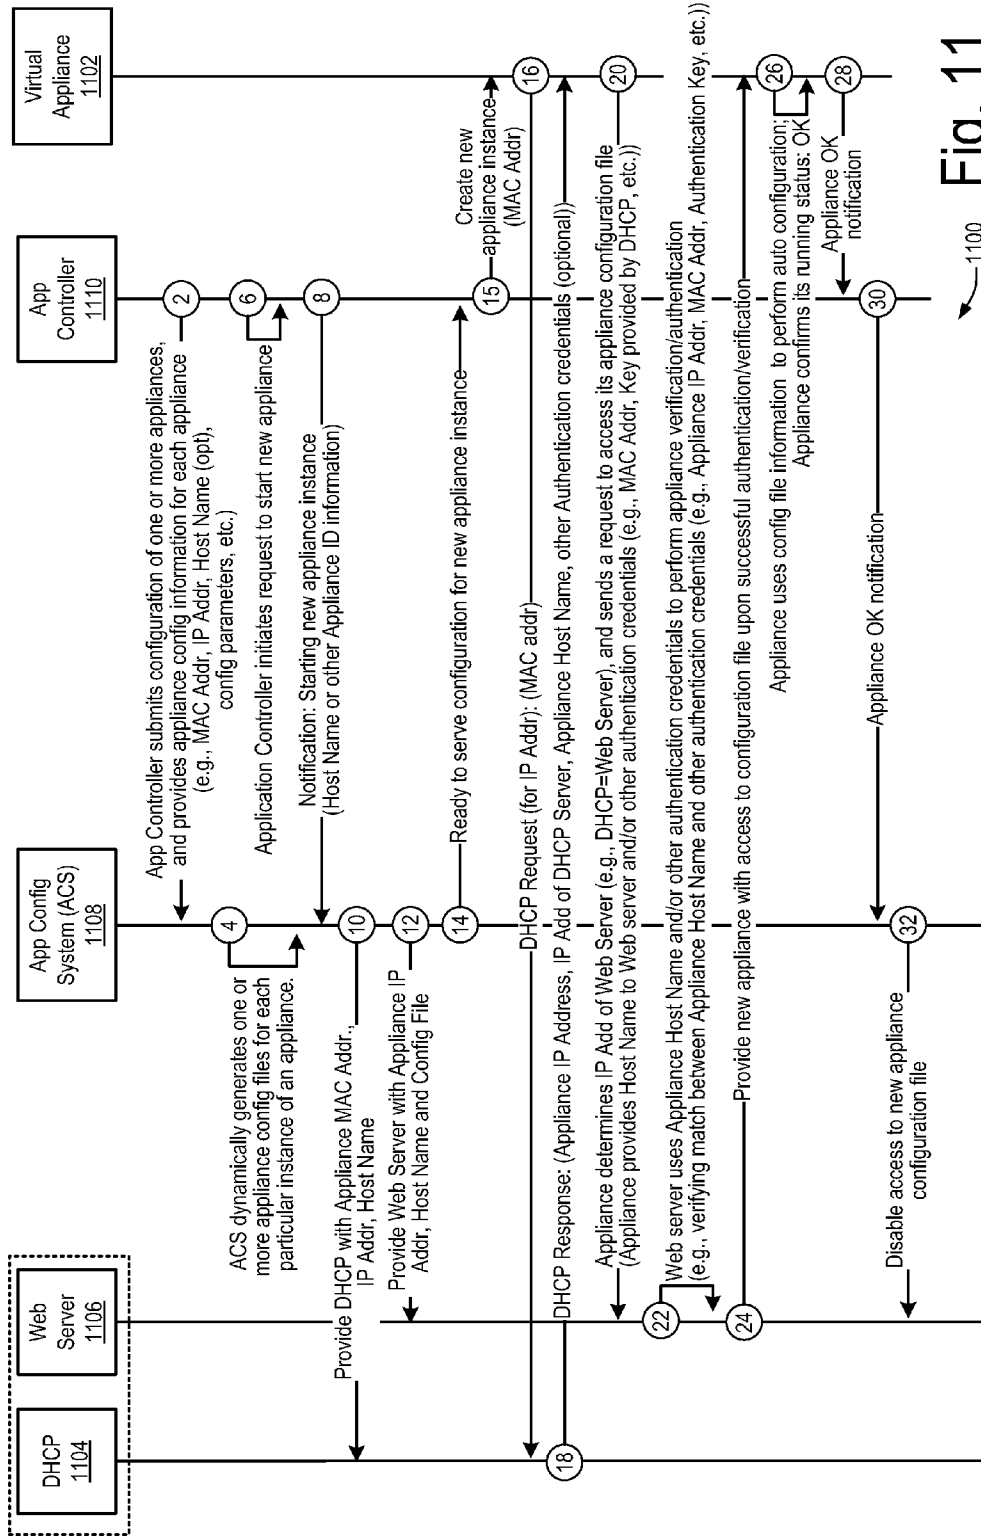 DHCP
1104
Web
Server
1106
App Config
System (ACS)
1108
App
Controller
1110
Virtual
Appliance
1102
2
App Controller submits configuration of one or more appliances,
and provides appliance config information for each appliance
(e.g., MAC Addr, IP Addr, Host Name (opt),
config parameters, etc.)
4
ACS dynamically generates one or
more appliance config files for each
particular instance of an appliance.
6
Application Controller initiates request to start new appliance
8
Notification: Starting new appliance instance
(Host Name or other Appliance ID information)
10
Provide DHCP with Appliance MAC Addr.,
IP Addr, Host Name
12
Provide Web Server with Appliance IP
Addr, Host Name and Config File
14
Ready to serve configuration for new appliance instance
15
Create new
appliance instance
(MAC Addr)
16
DHCP Request (for IP Addr): (MAC addr)
18
DHCP Response: (Appliance IP Address, IP Add of DHCP Server, Appliance Host Name, other Authentication credentials (optional))
20
Appliance determines IP Add of Web Server (e.g., DHCP=Web Server), and sends a request to access its appliance configuration file
(Appliance provides Host Name to Web server and/or other authentication credentials (e.g., MAC Addr, Key provided by DHCP, etc.))
22
Web server uses Appliance Host Name and/or other authentication credentials to perform appliance verification/authentication
(e.g., verifying match between Appliance Host Name and other authentication credentials (e.g., Appliance IP Addr, MAC Addr, Authentication Key, etc.))
24
Provide new appliance with access to configuration file upon successful authentication/verification
26
Appliance uses config file information to perform auto configuration;
Appliance confirms its running status: OK
28
Appliance OK
notification
30
Appliance OK notification
32
Disable access to new appliance
configuration file
1100
Fig. 11